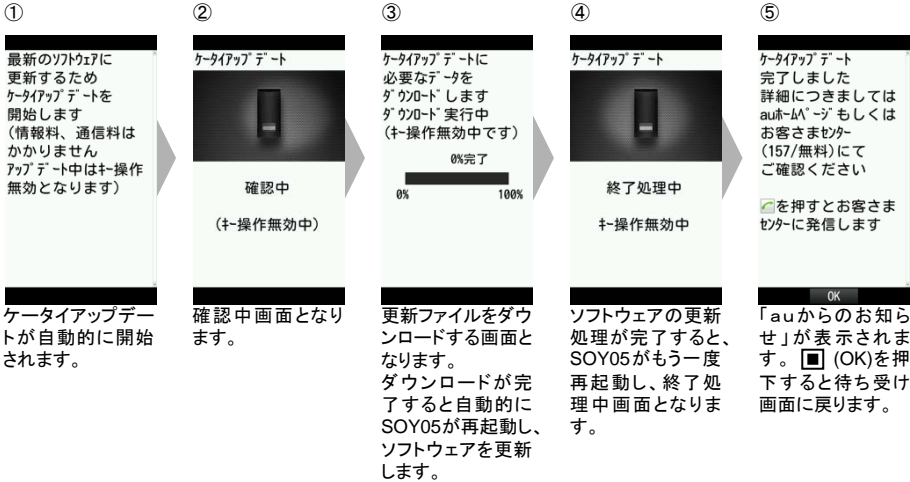 ①
最新のｿﾌﾄｳｪｱに
更新するため
ｹｰﾀｲｱｯﾌﾟﾃﾞｰﾄを
開始します
(情報料、通信料は
かかりません
ｱｯﾌﾟﾃﾞｰﾄ中はｷｰ操作
無効となります)
ケータイアップデー
トが自動的に開始
されます。
②
ｹｰﾀｲｱｯﾌﾟﾃﾞｰﾄ
確認中
(ｷｰ操作無効中)
確認中画面となり
ます。
③
ｹｰﾀｲｱｯﾌﾟﾃﾞｰﾄに
必要なﾃﾞｰﾀを
ﾀﾞｳﾝﾛｰﾄﾞします
ﾀﾞｳﾝﾛｰﾄﾞ実行中
(ｷｰ操作無効中です)
0%完了
0% 100%
更新ファイルをダウ
ンロードする画面と
なります。
ダウンロードが完
了すると自動的に
SOY05が再起動し、
ソフトウェアを更新
します。
④
ｹｰﾀｲｱｯﾌﾟﾃﾞｰﾄ
終了処理中
ｷｰ操作無効中
ソフトウェアの更新
処理が完了すると、
SOY05がもう一度
再起動し、終了処
理中画面となりま
す。
⑤
ｹｰﾀｲｱｯﾌﾟﾃﾞｰﾄ
完了しました
詳細につきましては
auﾎｰﾑﾍﾟｰｼﾞもしくは
お客さまｾﾝﾀｰ
(157/無料)にて
ご確認ください
を押すとお客さま
ｾﾝﾀｰに発信します
OK
「ａｕからのお知ら
せ」が表示されま
す。■ (OK)を押
下すると待ち受け
画面に戻ります。